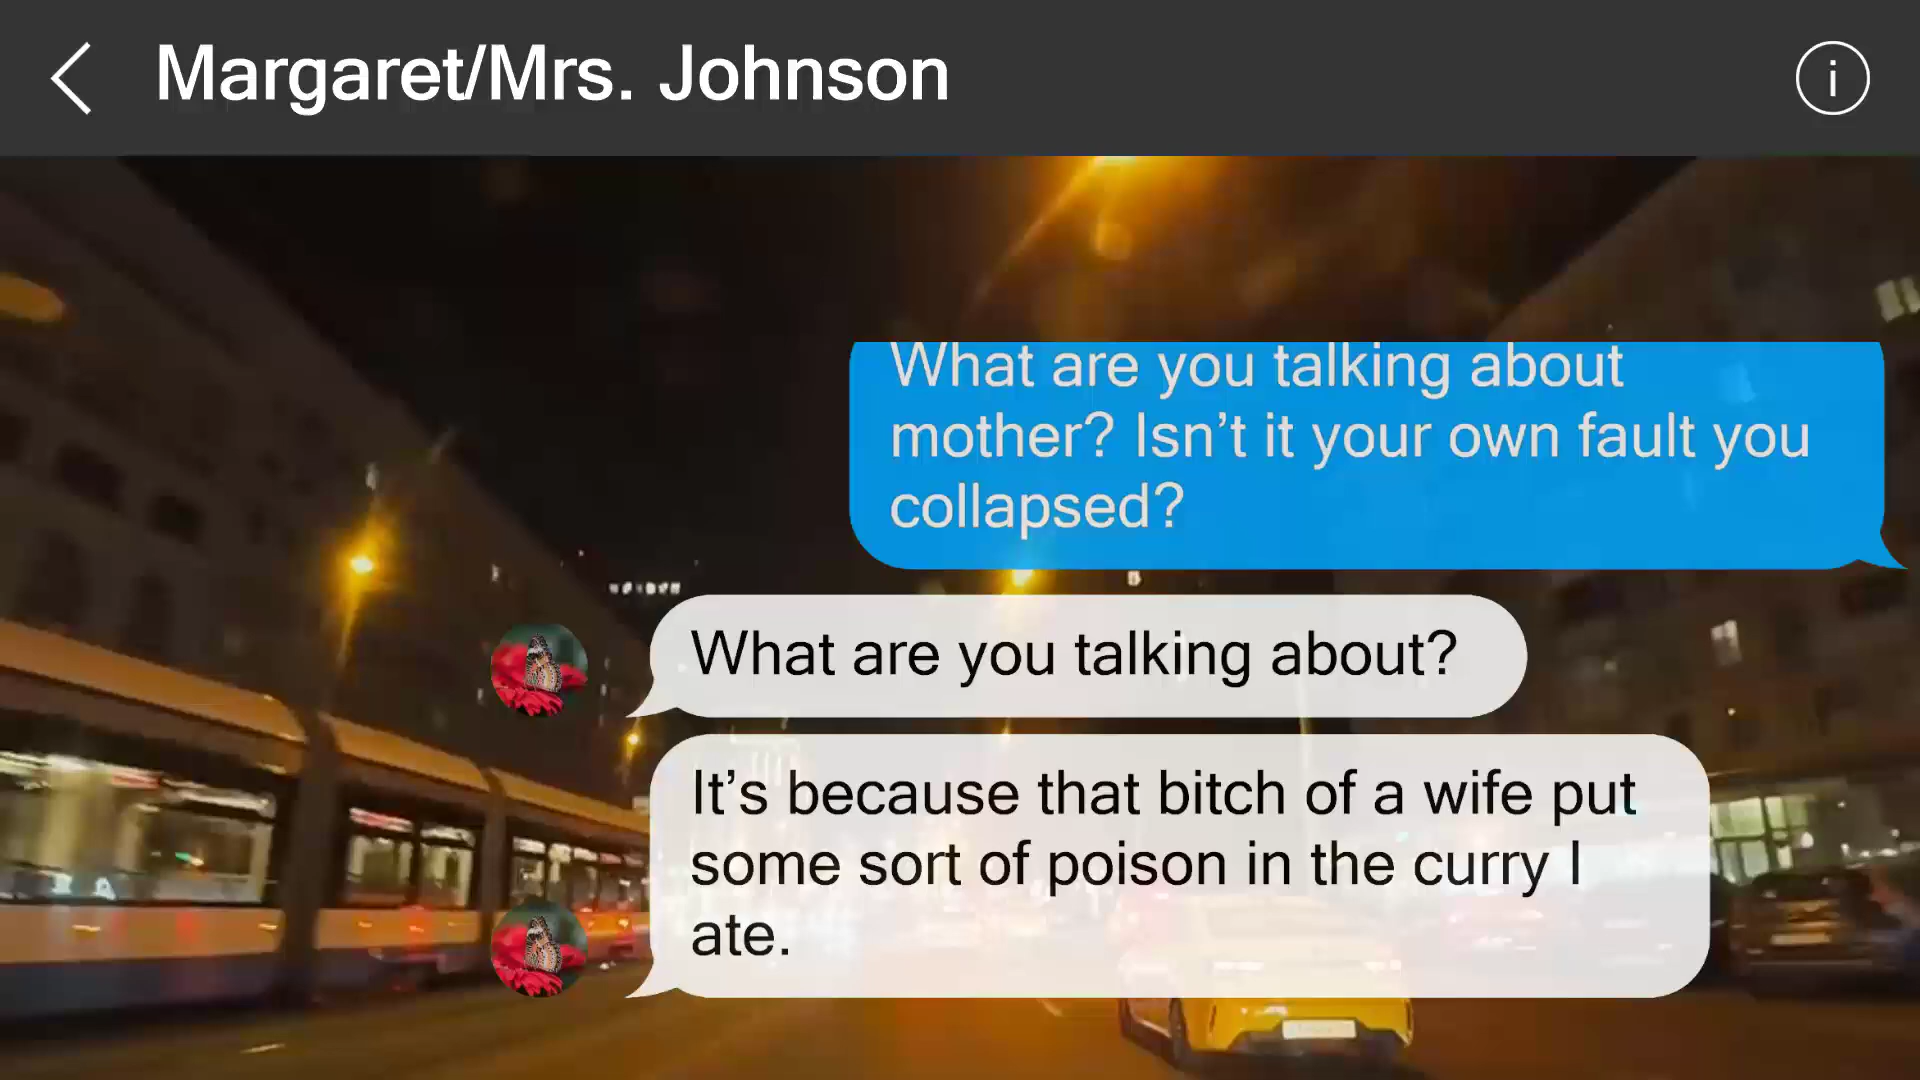 Margaret/Mrs. Johnson
What are you talking about
mother? Isn’t it your own fault you
collapsed?
What are you talking about?
It’s because that bitch of a wife put
some sort of poison in the curry I
ate.